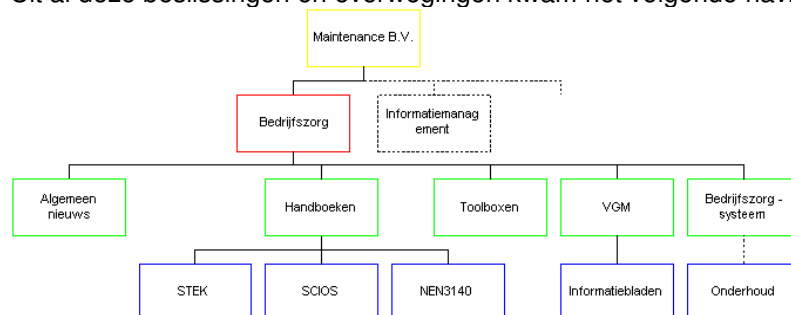 Uit al deze beslissingen en overwegingen kwam het volgende
Maintenance B.V.
Bedrijfszorg
Informatiemanag
ement
Algemeen
nieuws
Handboeken
Toolboxen
VGM
Bedrijfszorg -
systeem
STEK
SCIOS
NEN3140
Informatiebladen
Onderhoud